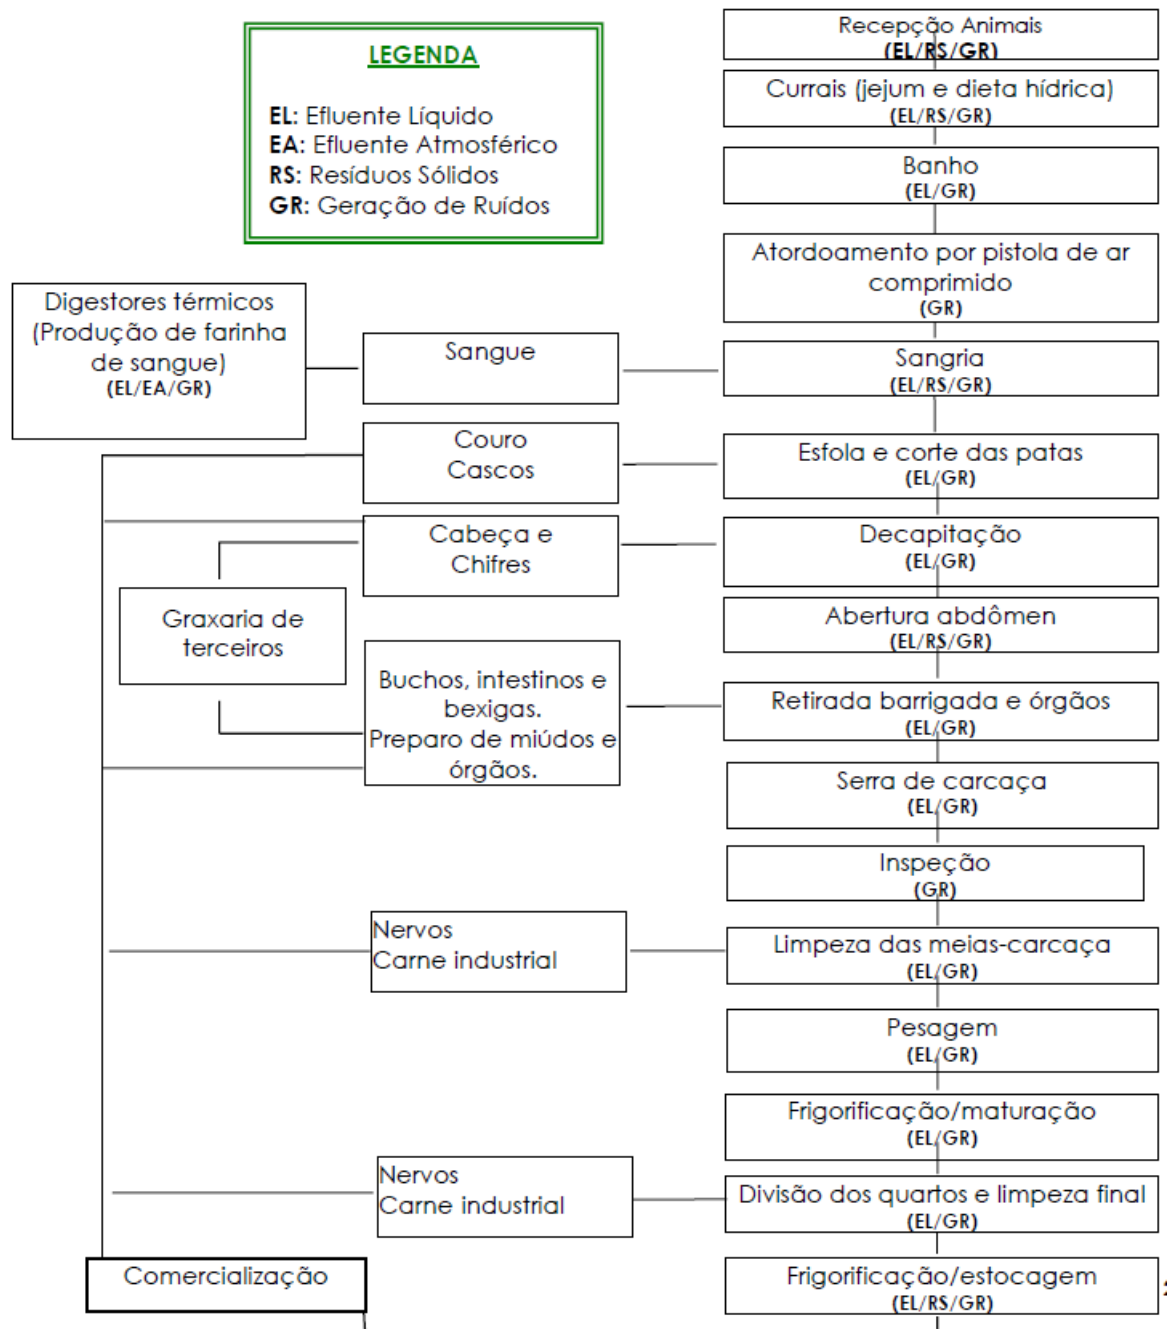 LEGENDA
EL: Efluente Líquido
EA: Efluente Atmosférico
RS: Resíduos Sólidos
GR: Geração de Ruídos
Recepção Animais
(EL/RS/GR)
Currais (jejum e dieta hídrica)
(EL/RS/GR)
Banho
(EL/GR)
Atordoamento por pistola de ar
comprimido
(GR)
Digestores térmicos
(Produção de farinha
de sangue)
(EL/EA/GR)
Sangue
Sangria
(EL/RS/GR)
Couro
Cascos
Esfola e corte das patas
(EL/GR)
Cabeça e
Chifres
Decapitação
(EL/GR)
Graxaria de
terceiros
Abertura abdômen
(EL/RS/GR)
Buchos, intestinos e
bexigas.
Preparo de miúdos e
órgãos.
Retirada barrigada e órgãos
(EL/GR)
Serra de carcaça
(EL/GR)
Inspeção
(GR)
Nervos
Carne industrial
Limpeza das meias-carcaça
(EL/GR)
Pesagem
(EL/GR)
Frigorificação/maturação
(EL/GR)
Nervos
Carne industrial
Divisão dos quartos e limpeza final
(EL/GR)
Comercialização
Frigorificação/estocagem
(EL/RS/GR)